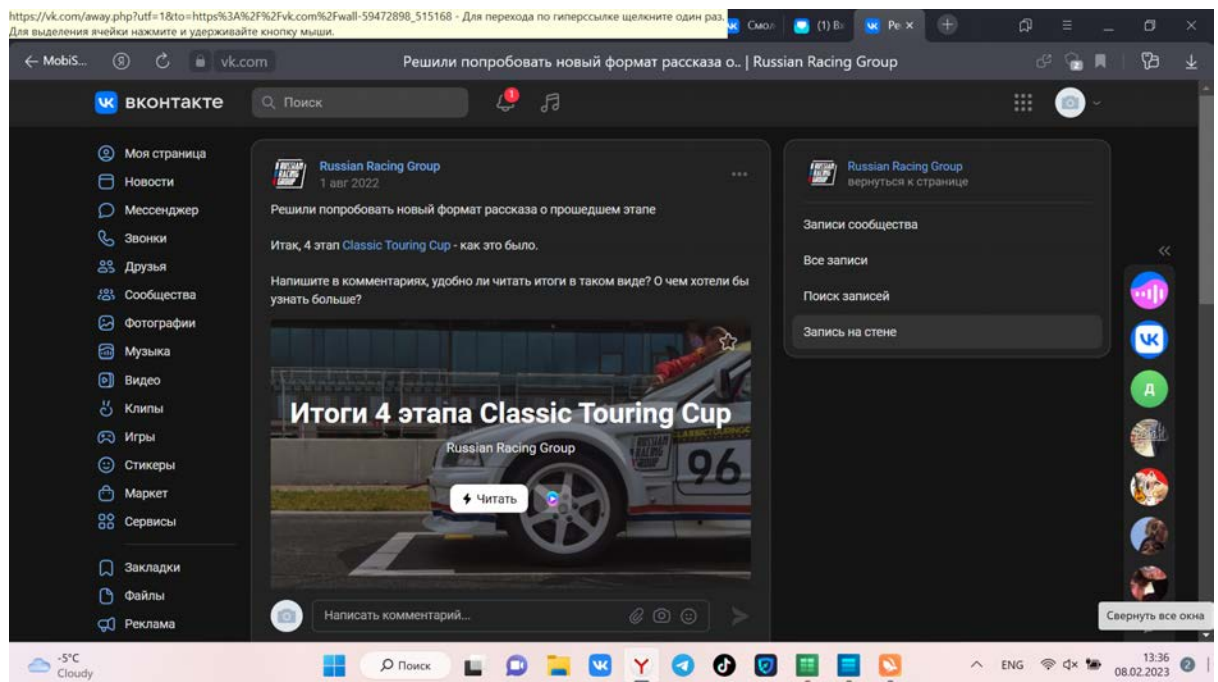 https://vk.com/away.php?utf=1&to=https%3A%2F%2Fvk.com%2Fwall-59472898_515168 - Для перехода по гиперссылке щелкните один раз.
Для выделения ячейки нажмите и удерживайте кнопку мыши.
Смол
(1) Вх
Ре
MobiS...
vk.com
Решили попробовать новый формат рассказа о.. | Russian Racing Group
2
вконтакте
Поиск
1
Моя страница
Новости
Мессенджер
Звонки
Друзья
Сообщества
Фотографии
Музыка
Видео
Клипы
Игры
Стикеры
Маркет
Сервисы
Закладки
Файлы
Реклама
Russian Racing Group
1 авг 2022
Решили попробовать новый формат рассказа о прошедшем этапе
Итак, 4 этап Classic Touring Cup - как это было.
Напишите в комментариях, удобно ли читать итоги в таком виде? О чем хотели бы
узнать больше?
Итоги 4 этапа Classic Touring Cup
Russian Racing Group
RUSSIAN
RACING
GROUP
96
Читать
Написать комментарий...
Russian Racing Group
вернуться к странице
Записи сообщества
Все записи
Поиск записей
Запись на стене
Д
Свернуть все окна
-5°C
Cloudy
Поиск
ENG
13:36
08.02.2023
2